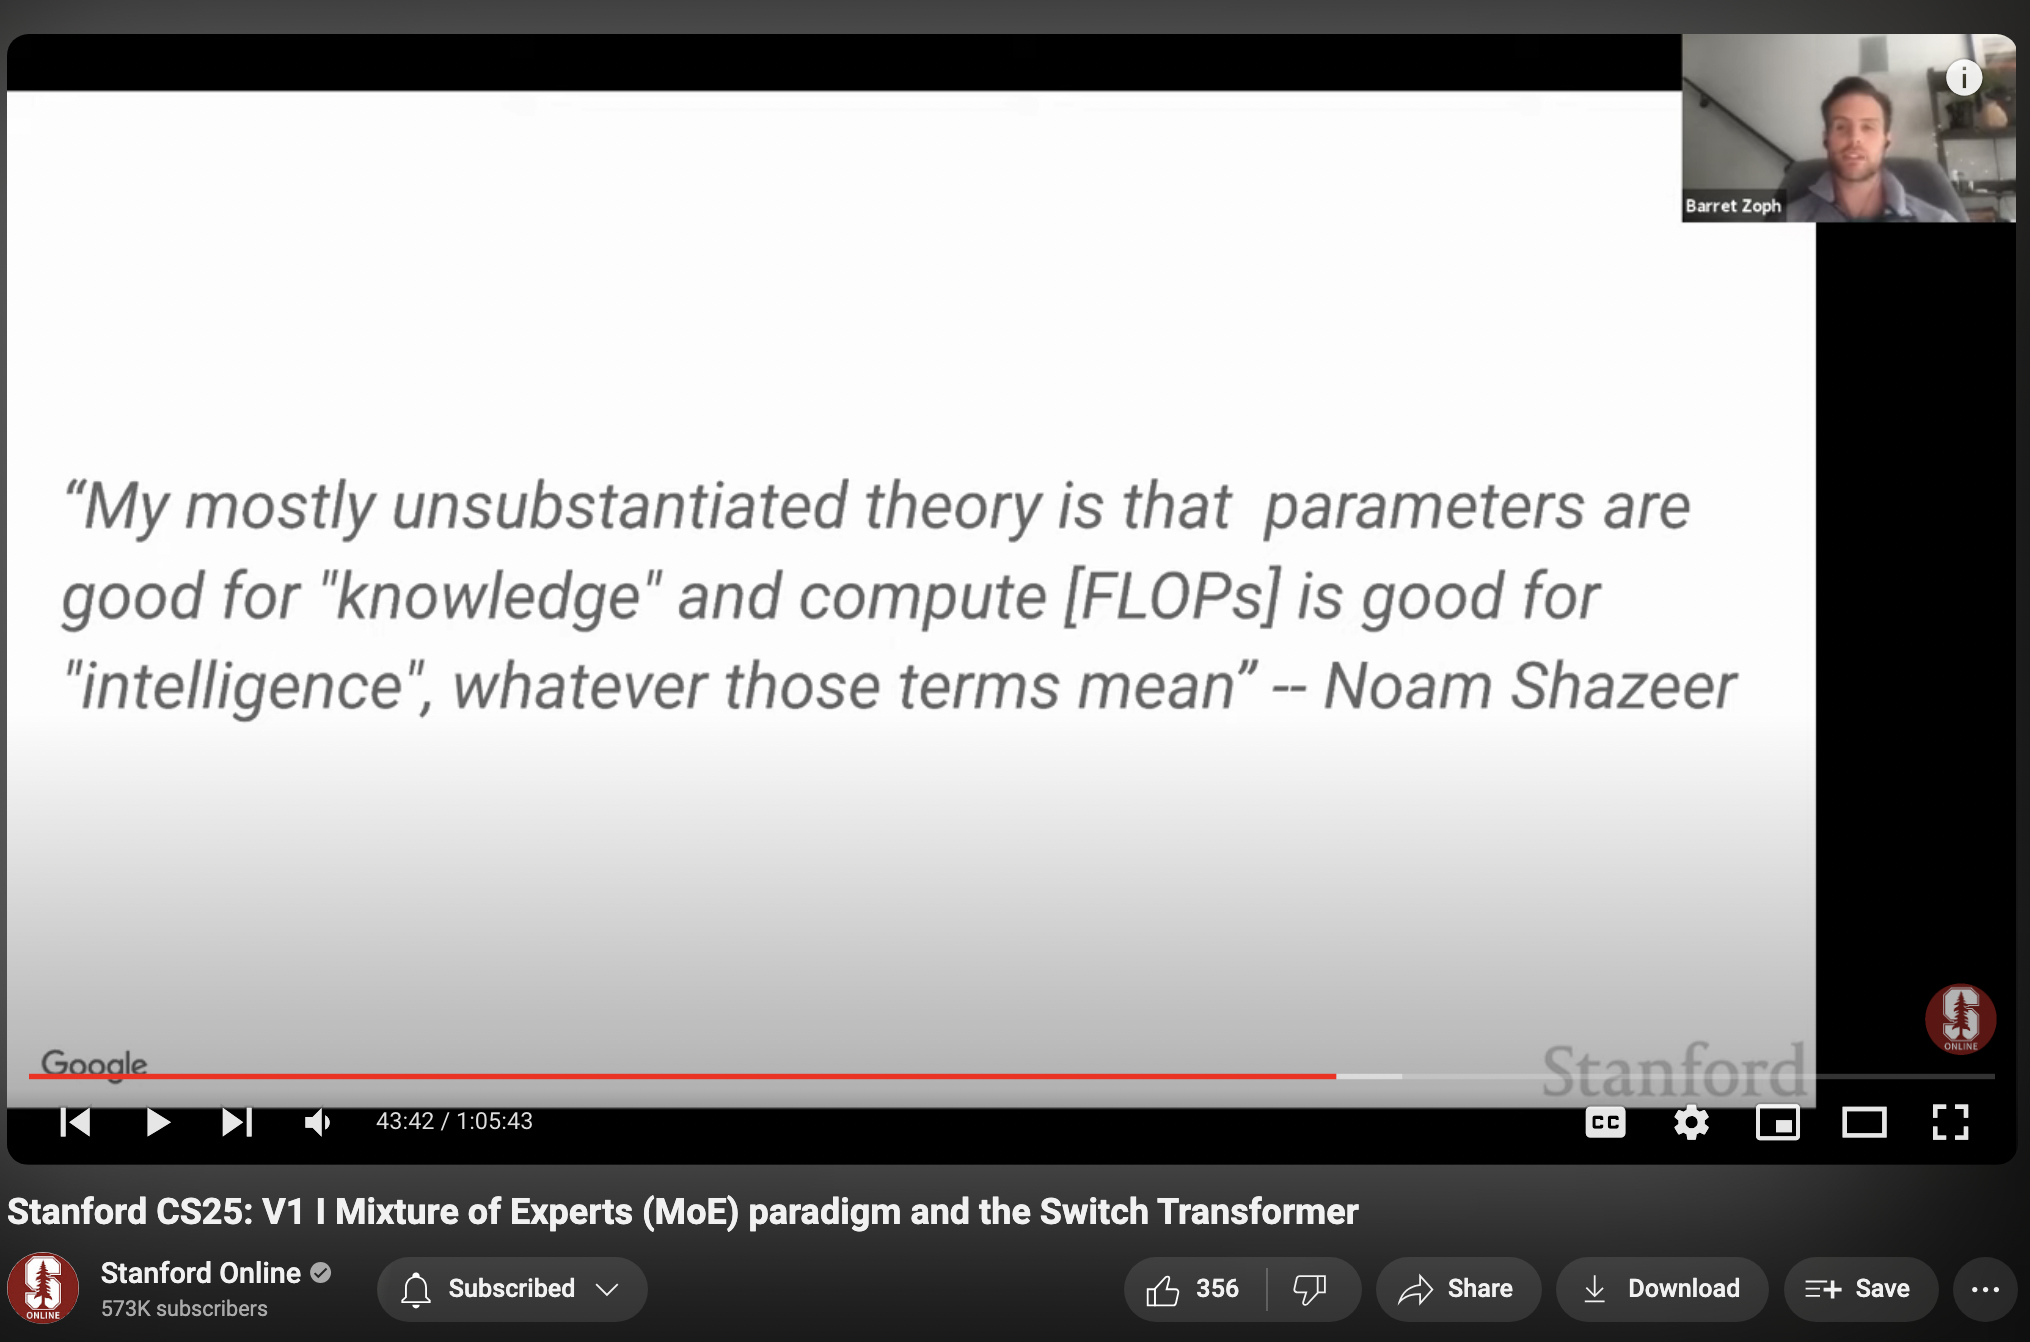 Barret Zoph
“My mostly unsubstantiated theory is that  parameters are
good for "knowledge" and compute [FLOPs] is good for
"intelligence", whatever those terms mean” -- Noam Shazeer
Google
Stanford
S
ONLINE
43:42 / 1:05:43
CC
Stanford CS25: V1 I Mixture of Experts (MoE) paradigm and the Switch Transformer
S
ONLINE
Stanford Online
573K subscribers
Subscribed
356
Share
Download
Save